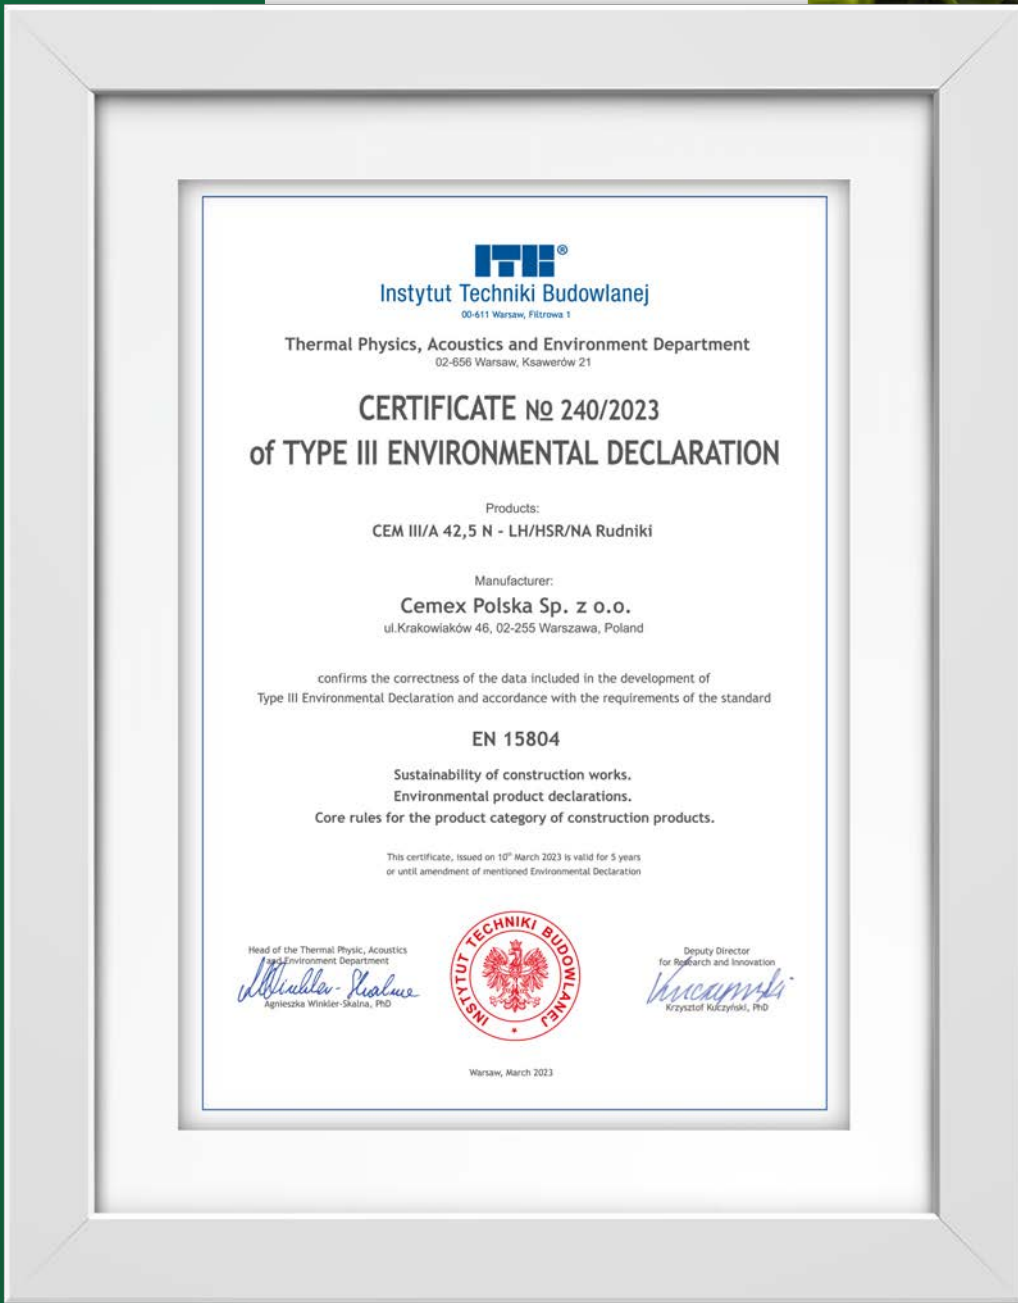 ITB®
Instytut Techniki Budowlanej
00-611 Warsaw, Filtrowa 1
Thermal Physics, Acoustics and Environment Department
02-656 Warsaw, Ksawerów 21
CERTIFICATE № 240/2023
of TYPE III ENVIRONMENTAL DECLARATION
Products:
CEM III/A 42,5 N - LH/HSR/NA Rudniki
Manufacturer:
Cemex Polska Sp. z o.o.
ul.Krakowiaków 46, 02-255 Warszawa, Poland
confirms the correctness of the data included in the development of
Type III Environmental Declaration and accordance with the requirements of the standard
EN 15804
Sustainability of construction works.
Environmental product declarations.
Core rules for the product category of construction products.
This certificate, issued on 10th March 2023 is valid for 5 years
or until amendment of mentioned Environmental Declaration
Head of the Thermal Physic, Acoustics
and Environment Department
Agnieszka Winkler-Skalna, PhD
INSTYTUT TECHNIKI BUDOWLANEJ
Deputy Director
for Research and Innovation
Krzysztof Kuczyński, PhD
Warsaw, March 2023